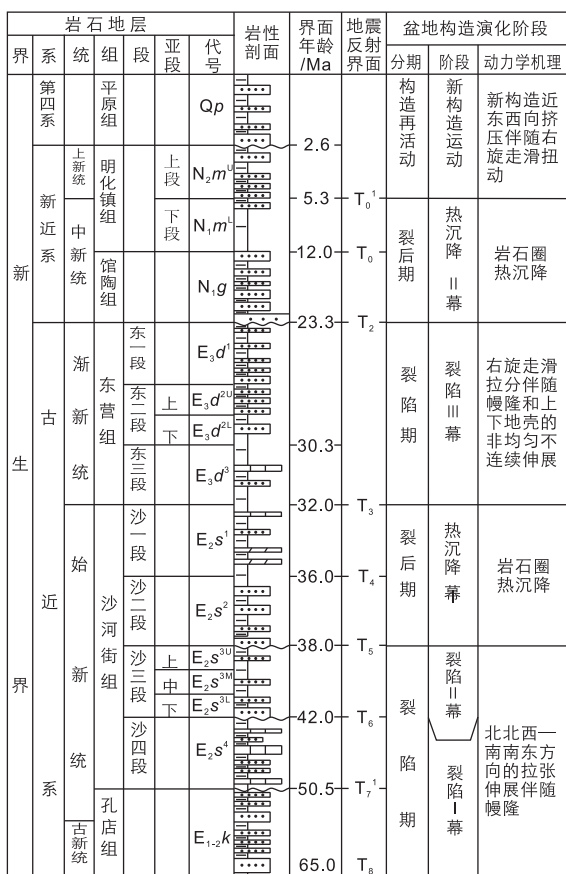 岩石地层
岩性剖面
界面年龄/Ma
地震反射界面
盆地构造演化阶段
界 系 统 组 段 亚段 代号
分期 阶段 动力学机理
新生界
第四系
新近系
古近系
上新统
中新统
渐新统
始新统
古新统
平原组
明化镇组
馆陶组
东营组
沙河街组
孔店组
东一段
东二段
东三段
沙一段
沙二段
沙三段
沙四段
上段
下段
上
下
上
中
下
Qp
N₂mᵁ
N₁mᴸ
N₁g
E₃d¹
E₃d²ᵁ
E₃d²ᴸ
E₃d³
E₂s¹
E₂s²
E₂s³ᵁ
E₂s³ᴹ
E₂s³ᴸ
E₂s⁴
E₁₋₂k
2.6
5.3 T₀¹
12.0 T₀
23.3 T₂
30.3
32.0 T₃
36.0 T₄
38.0 T₅
42.0 T₆
50.5 T₇¹
65.0 T₈
构造再活动
新构造运动
新构造近
东西向挤
压伴随右
旋走滑扭
动
裂后期
热沉降Ⅱ幕
岩石圈
热沉降
裂陷期
裂陷Ⅲ幕
右旋走滑
拉分伴随
幔隆和上
下地壳的
非均匀不
连续伸展
裂后期
热沉降Ⅰ幕
岩石圈
热沉降
裂陷期
裂陷Ⅱ幕
裂陷Ⅰ幕
北北西—
南南东方
向的拉张
伸展伴随
幔隆